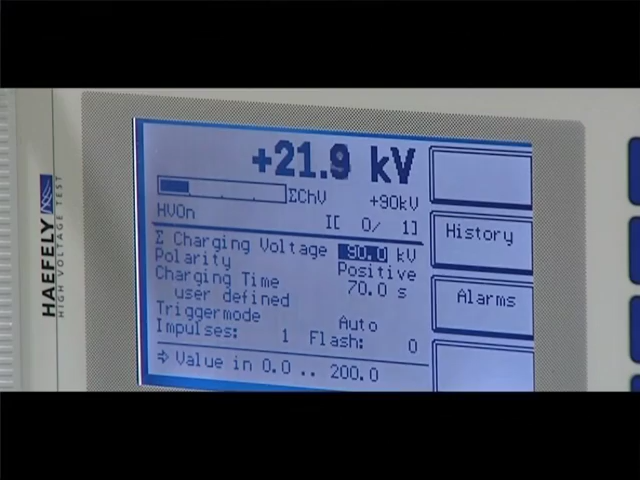 HAEFELY
HIGH VOLTAGE TEST
+21.9 kV
ΣChV +90kV
HVOn I[ 0/ 1]
Σ Charging Voltage 90.0 kV
Polarity Positive
Charging Time 70.0 s
user defined
Triggermode Auto
Impulses: 1 Flash: 0
➩ Value in 0.0 .. 200.0
History
Alarms